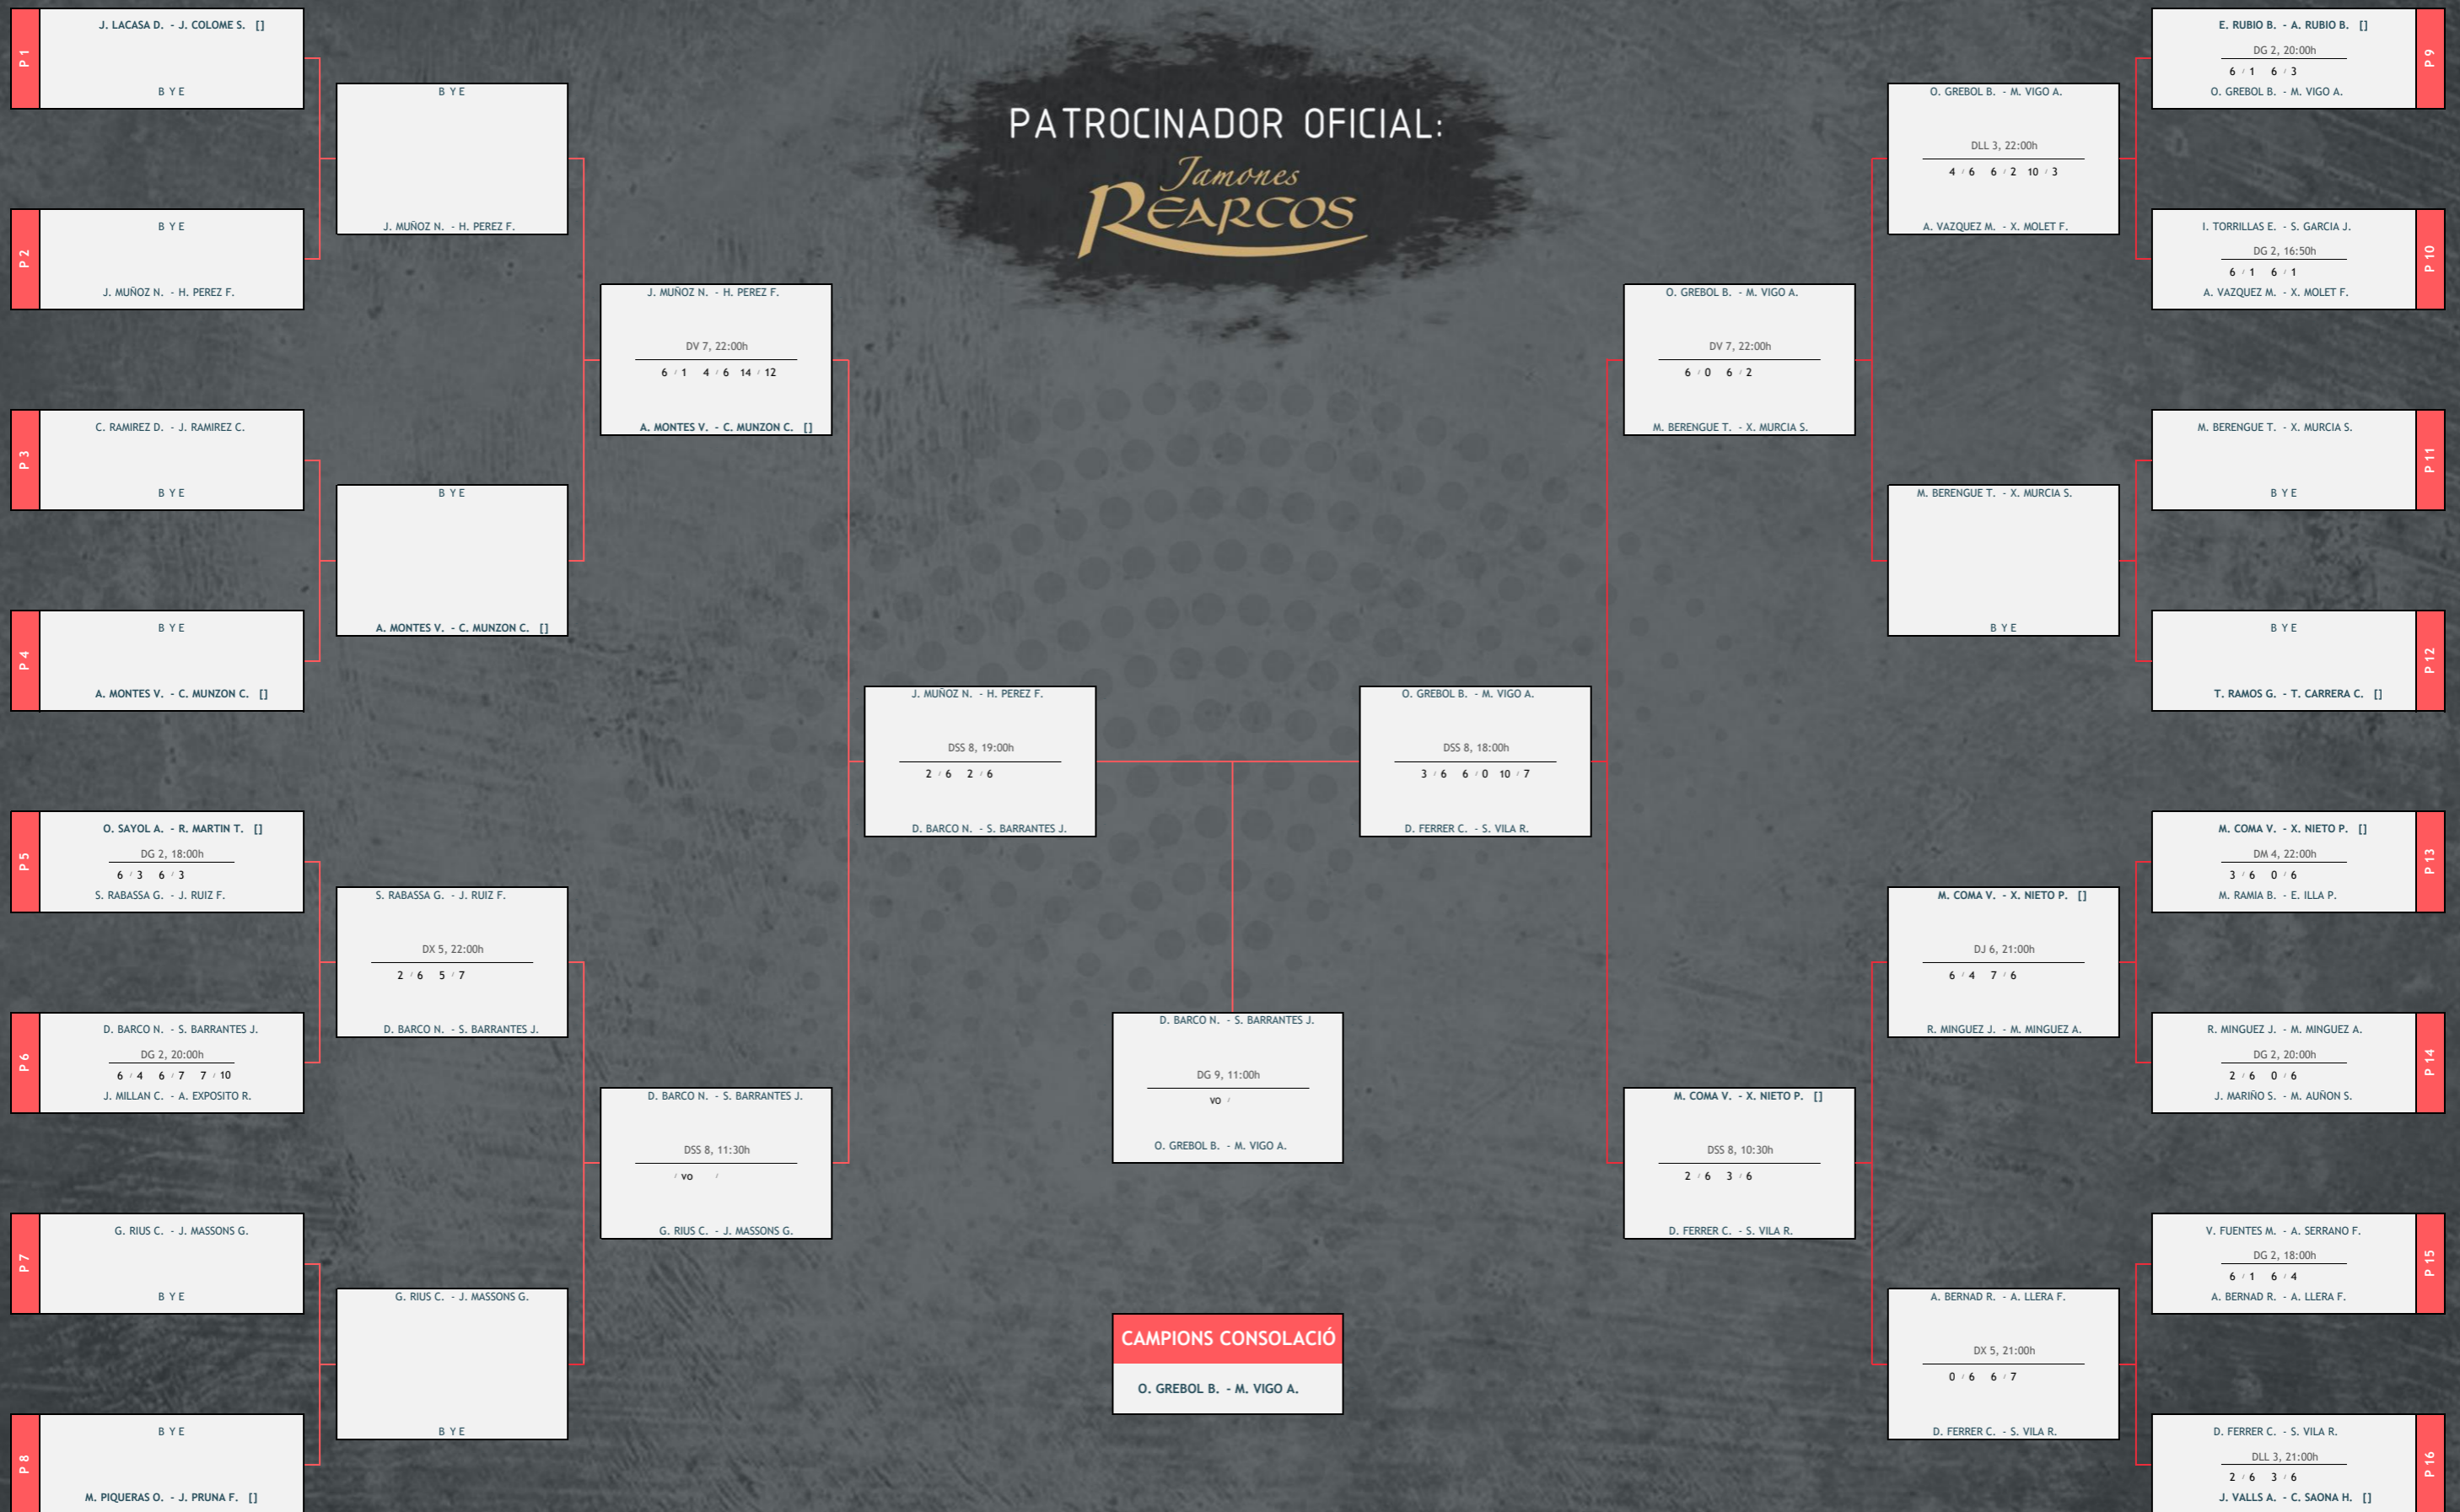 PATROCINADOR OFICIAL:
Jamones
REARCOS
P 1
J. LACASA D. - J. COLOME S. []
BYE
P 2
BYE
J. MUÑOZ N. - H. PEREZ F.
P 3
C. RAMIREZ D. - J. RAMIREZ C.
BYE
P 4
BYE
A. MONTES V. - C. MUNZON C. []
P 5
O. SAYOL A. - R. MARTIN T. []
DG 2, 18:00h
6 / 3 6 / 3
S. RABASSA G. - J. RUIZ F.
P 6
D. BARCO N. - S. BARRANTES J.
DG 2, 20:00h
6 / 4 6 / 7 7 / 10
J. MILLAN C. - A. EXPOSITO R.
P 7
G. RIUS C. - J. MASSONS G.
BYE
P 8
BYE
M. PIQUERAS O. - J. PRUNA F. []
BYE
J. MUÑOZ N. - H. PEREZ F.
BYE
A. MONTES V. - C. MUNZON C. []
S. RABASSA G. - J. RUIZ F.
DX 5, 22:00h
2 / 6 5 / 7
D. BARCO N. - S. BARRANTES J.
G. RIUS C. - J. MASSONS G.
BYE
J. MUÑOZ N. - H. PEREZ F.
DV 7, 22:00h
6 / 1 4 / 6 14 / 12
A. MONTES V. - C. MUNZON C. []
D. BARCO N. - S. BARRANTES J.
DSS 8, 11:30h
/ vo /
G. RIUS C. - J. MASSONS G.
J. MUÑOZ N. - H. PEREZ F.
DSS 8, 19:00h
2 / 6 2 / 6
D. BARCO N. - S. BARRANTES J.
D. BARCO N. - S. BARRANTES J.
DG 9, 11:00h
vo /
O. GREBOL B. - M. VIGO A.
CAMPIONS CONSOLACIÓ
O. GREBOL B. - M. VIGO A.
O. GREBOL B. - M. VIGO A.
DSS 8, 18:00h
3 / 6 6 / 0 10 / 7
D. FERRER C. - S. VILA R.
O. GREBOL B. - M. VIGO A.
DV 7, 22:00h
6 / 0 6 / 2
M. BERENGUE T. - X. MURCIA S.
M. COMA V. - X. NIETO P. []
DSS 8, 10:30h
2 / 6 3 / 6
D. FERRER C. - S. VILA R.
O. GREBOL B. - M. VIGO A.
DLL 3, 22:00h
4 / 6 6 / 2 10 / 3
A. VAZQUEZ M. - X. MOLET F.
M. BERENGUE T. - X. MURCIA S.
BYE
M. COMA V. - X. NIETO P. []
DJ 6, 21:00h
6 / 4 7 / 6
R. MINGUEZ J. - M. MINGUEZ A.
A. BERNAD R. - A. LLERA F.
DX 5, 21:00h
0 / 6 6 / 7
D. FERRER C. - S. VILA R.
E. RUBIO B. - A. RUBIO B. []
DG 2, 20:00h
6 / 1 6 / 3
O. GREBOL B. - M. VIGO A.
P 9
I. TORRILLAS E. - S. GARCIA J.
DG 2, 16:50h
6 / 1 6 / 1
A. VAZQUEZ M. - X. MOLET F.
P 10
M. BERENGUE T. - X. MURCIA S.
BYE
P 11
BYE
T. RAMOS G. - T. CARRERA C. []
P 12
M. COMA V. - X. NIETO P. []
DM 4, 22:00h
3 / 6 0 / 6
M. RAMIA B. - E. ILLA P.
P 13
R. MINGUEZ J. - M. MINGUEZ A.
DG 2, 20:00h
2 / 6 0 / 6
J. MARIÑO S. - M. AUÑON S.
P 14
V. FUENTES M. - A. SERRANO F.
DG 2, 18:00h
6 / 1 6 / 4
A. BERNAD R. - A. LLERA F.
P 15
D. FERRER C. - S. VILA R.
DLL 3, 21:00h
2 / 6 3 / 6
J. VALLS A. - C. SAONA H. []
P 16